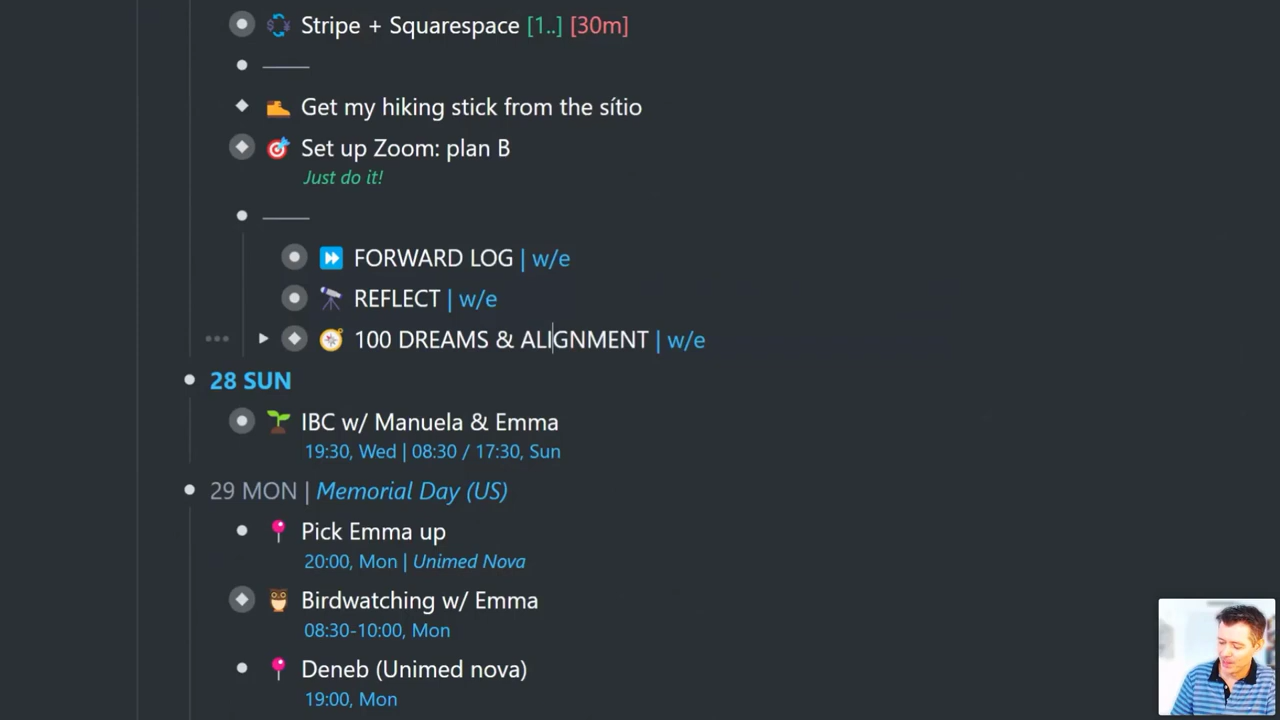 Stripe + Squarespace [1..] [30m]
Get my hiking stick from the sítio
Set up Zoom: plan B
Just do it!
FORWARD LOG | w/e
REFLECT | w/e
100 DREAMS & ALIGNMENT | w/e
28 SUN
IBC w/ Manuela & Emma
19:30, Wed | 08:30 / 17:30, Sun
29 MON | Memorial Day (US)
Pick Emma up
20:00, Mon | Unimed Nova
Birdwatching w/ Emma
08:30-10:00, Mon
Deneb (Unimed nova)
19:00, Mon